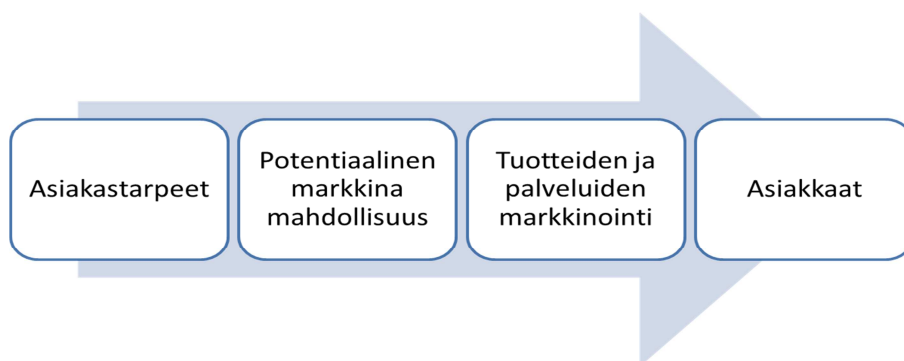 Asiakastarpeet
Potentiaalinen
markkina
mahdollisuus
Tuotteiden ja
palveluiden
markkinointi
Asiakkaat